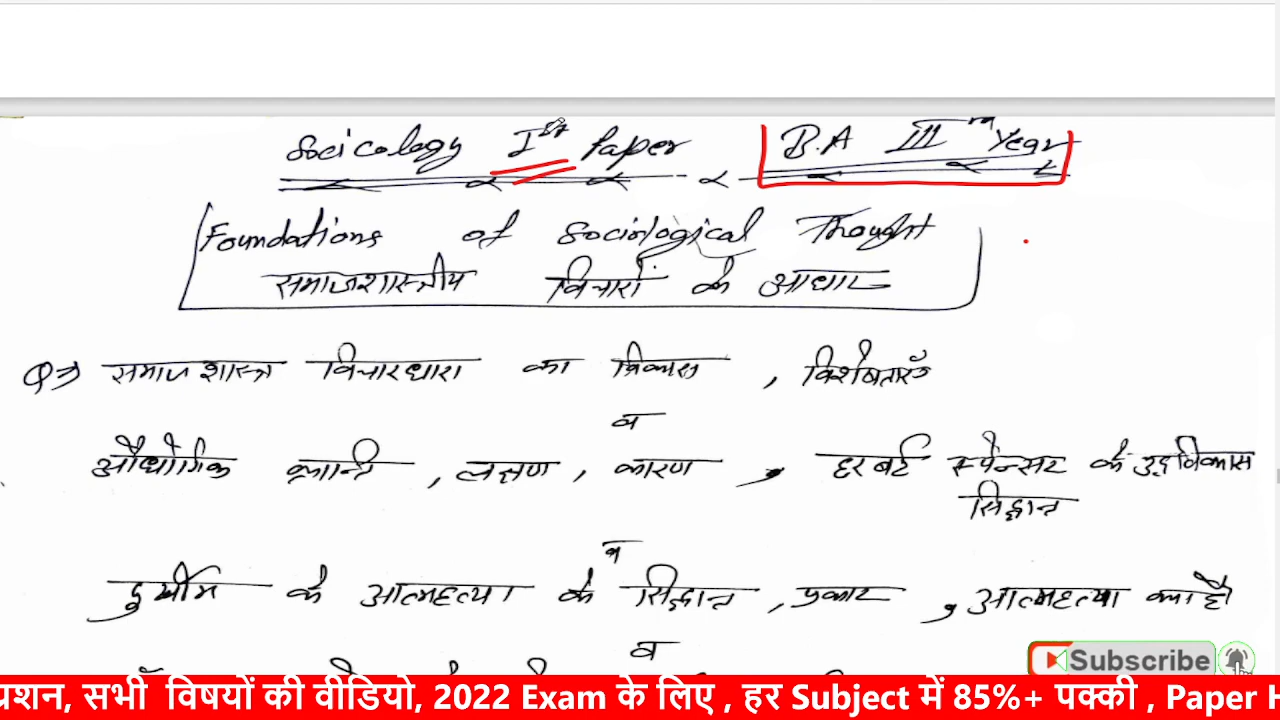 Sociology Ist Paper B.A IIIrd Year
Foundations of Sociological Thought
समाजशास्त्रीय विचारों के आधार
Q⇒ समाजशास्त्र विचारधारा का विकास, विशेषताएँ
व
औद्योगिक क्रान्ति, लक्षण, कारण, हरबर्ट स्पेन्सर के उद्दविकास
सिद्धान्त
व
दुर्खीम के आत्महत्या के सिद्धान्त, प्रकार, आत्महत्या क्या है
व
Subscribe
प्रशन, सभी विषयों की वीडियो, 2022 Exam के लिए , हर Subject में 85%+ पक्की , Paper H